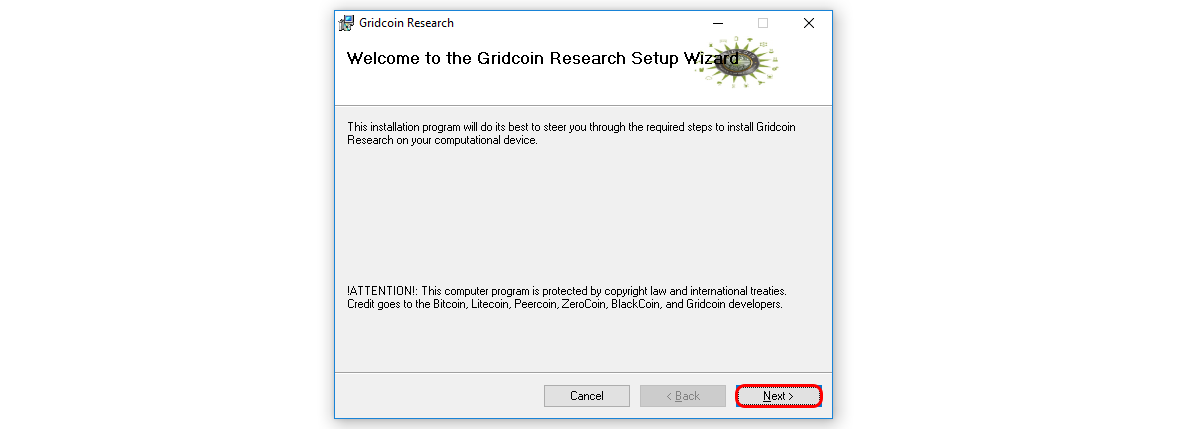 Gridcoin Research
Welcome to the Gridcoin Research Setup Wizard
This installation program will do its best to steer you through the required steps to install Gridcoin
Research on your computational device.
!ATTENTION!: This computer program is protected by copyright law and international treaties.
Credit goes to the Bitcoin, Litecoin, Peercoin, ZeroCoin, BlackCoin, and Gridcoin developers.
Cancel
< Back
Next >